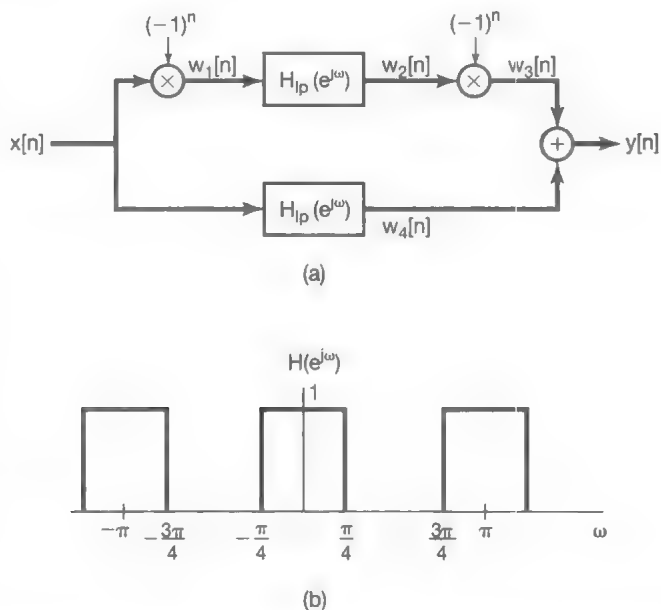 (−1)ⁿ (−1)ⁿ
w₁[n] H_lp(e^jω) w₂[n] w₃[n]
x[n] × × + y[n]
H_lp(e^jω)
w₄[n]
(a)
H(e^jω)
1
−π −3π/4 −π/4 π/4 3π/4 π ω
(b)